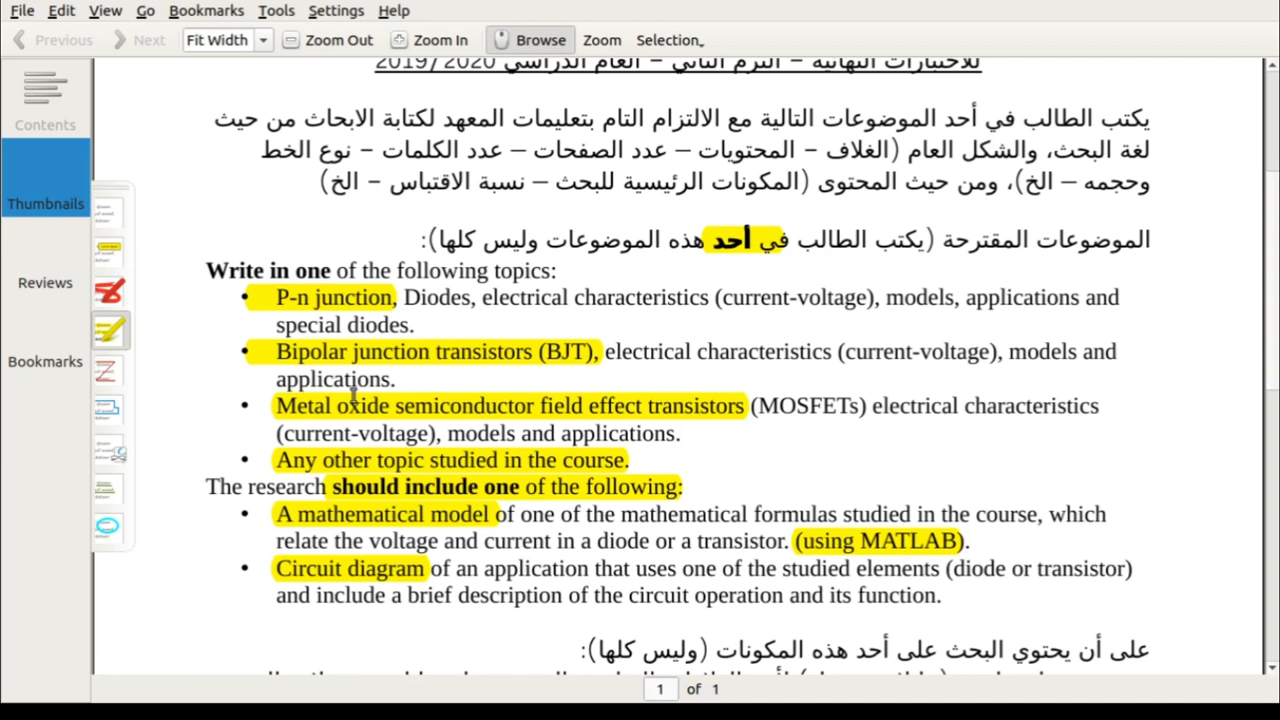 File Edit View Go Bookmarks Tools Settings Help
Previous Next Fit Width Zoom Out Zoom In Browse Zoom Selection
Contents
Thumbnails
Reviews
Bookmarks
للاختبارات النهائية – الترم الثاني – العام الدراسي 2019/2020
يكتب الطالب في أحد الموضوعات التالية مع الالتزام التام بتعليمات المعهد لكتابة الابحاث من حيث
لغة البحث، والشكل العام (الغلاف – المحتويات – عدد الصفحات – عدد الكلمات – نوع الخط
وحجمه – الخ)، ومن حيث المحتوى (المكونات الرئيسية للبحث – نسبة الاقتباس – الخ)
الموضوعات المقترحة (يكتب الطالب في أحد هذه الموضوعات وليس كلها):
Write in one of the following topics:
• P-n junction, Diodes, electrical characteristics (current-voltage), models, applications and
special diodes.
• Bipolar junction transistors (BJT), electrical characteristics (current-voltage), models and
applications.
• Metal oxide semiconductor field effect transistors (MOSFETs) electrical characteristics
(current-voltage), models and applications.
• Any other topic studied in the course.
The research should include one of the following:
• A mathematical model of one of the mathematical formulas studied in the course, which
relate the voltage and current in a diode or a transistor. (using MATLAB).
• Circuit diagram of an application that uses one of the studied elements (diode or transistor)
and include a brief description of the circuit operation and its function.
على أن يحتوي البحث على أحد هذه المكونات (وليس كلها):
1 of 1